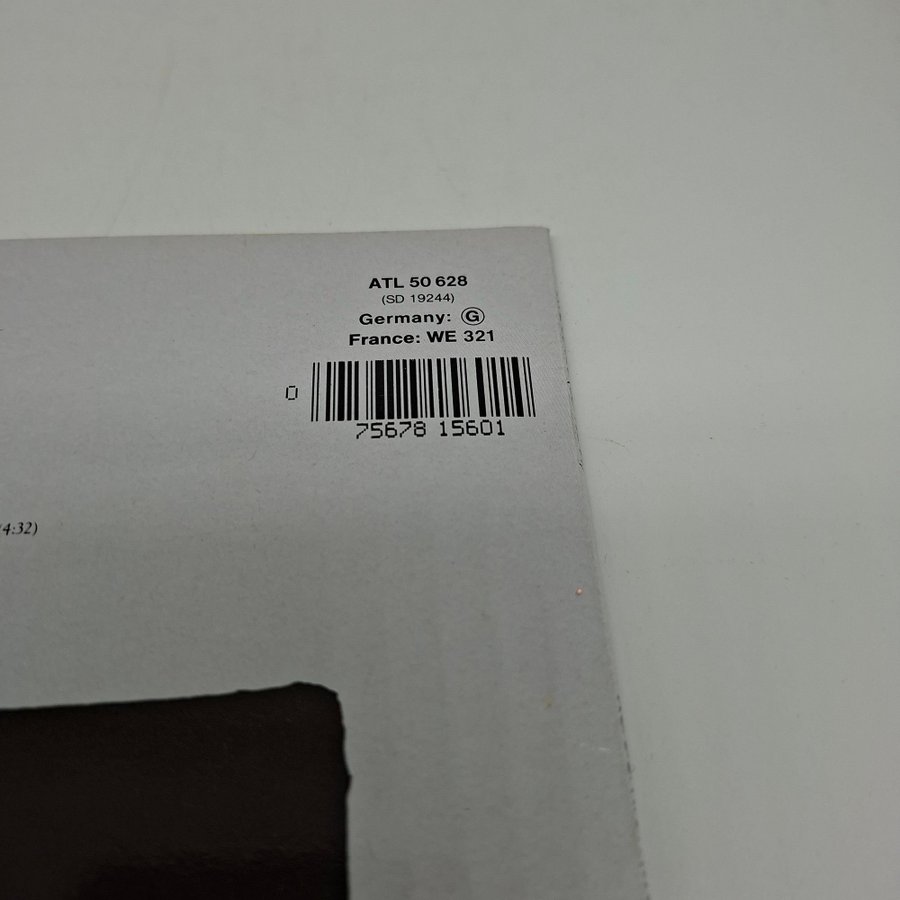 ATL 50 628
(SD 19244)
Germany: Ⓖ
France: WE 321
0
75678 15601
4:32)